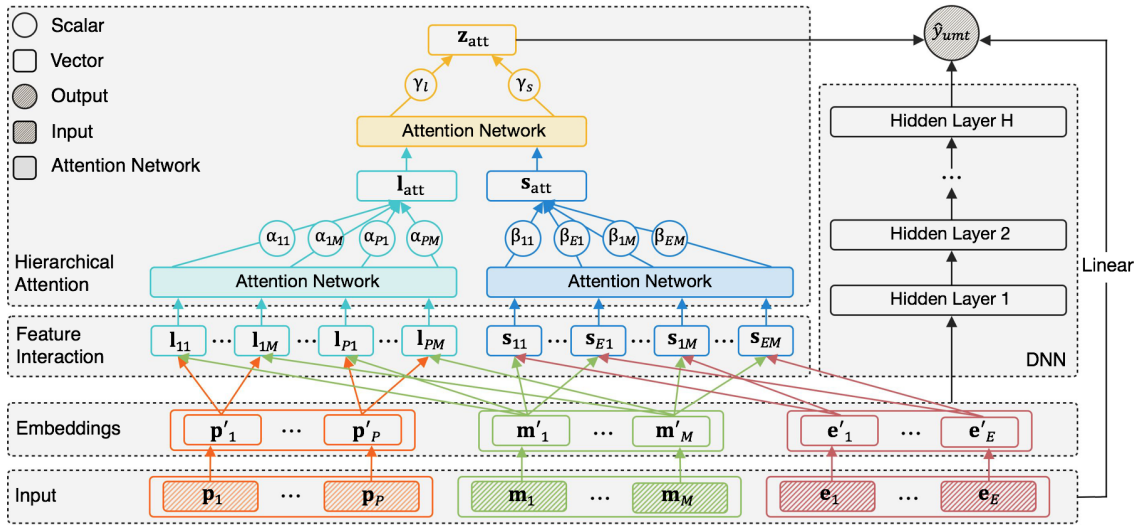 Scalar
Vector
Output
Input
Attention Network
z_att
ŷ_umt
γ_l γ_s
Attention Network
l_att s_att
α_11 α_1M α_P1 α_PM β_11 β_E1 β_1M β_EM
Hierarchical
Attention
Attention Network Attention Network
Hidden Layer H
...
Hidden Layer 2
Hidden Layer 1
DNN
Linear
Feature
Interaction
l_11 ... l_1M ... l_P1 ... l_PM s_11 ... s_E1 ... s_1M ... s_EM
Embeddings p′_1 ... p′_P m′_1 ... m′_M e′_1 ... e′_E
Input p_1 ... p_P m_1 ... m_M e_1 ... e_E